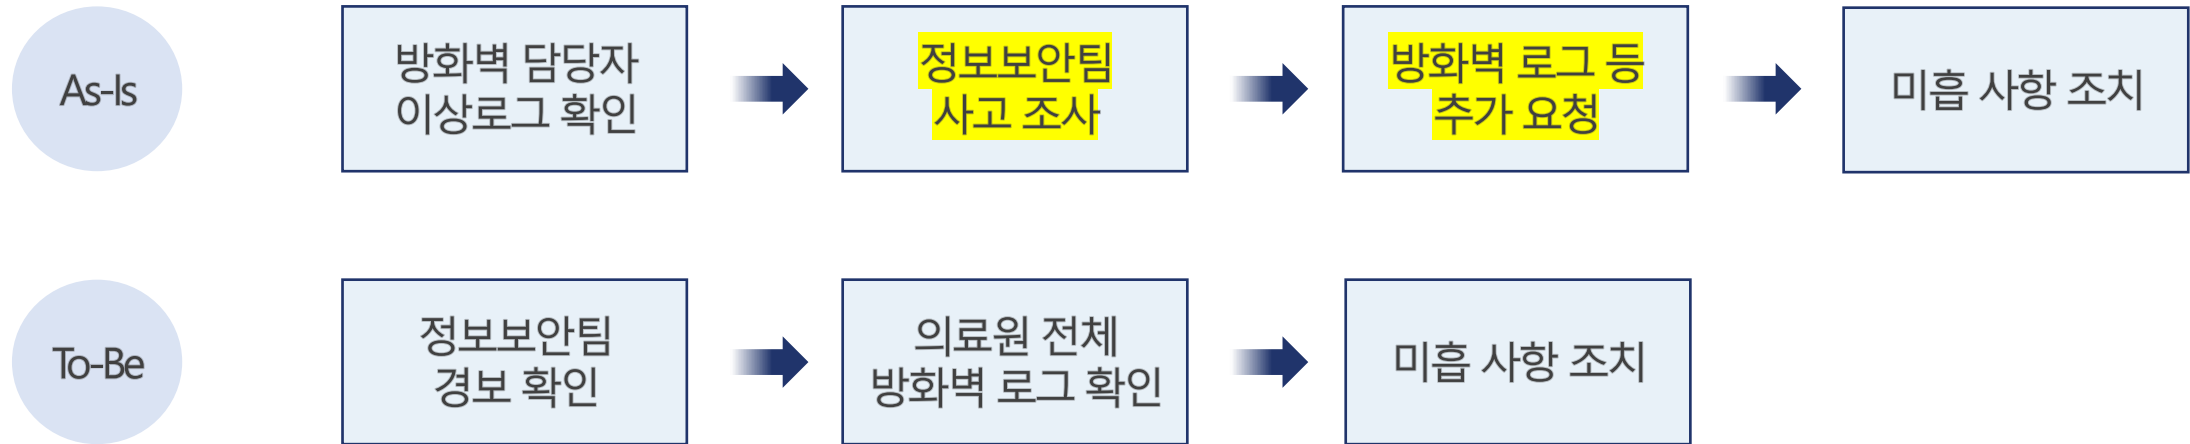 As-Is
방화벽 담당자
이상로그 확인
정보보안팀
사고 조사
방화벽 로그 등
추가 요청
미흡 사항 조치
To-Be
정보보안팀
경보 확인
의료원 전체
방화벽 로그 확인
미흡 사항 조치